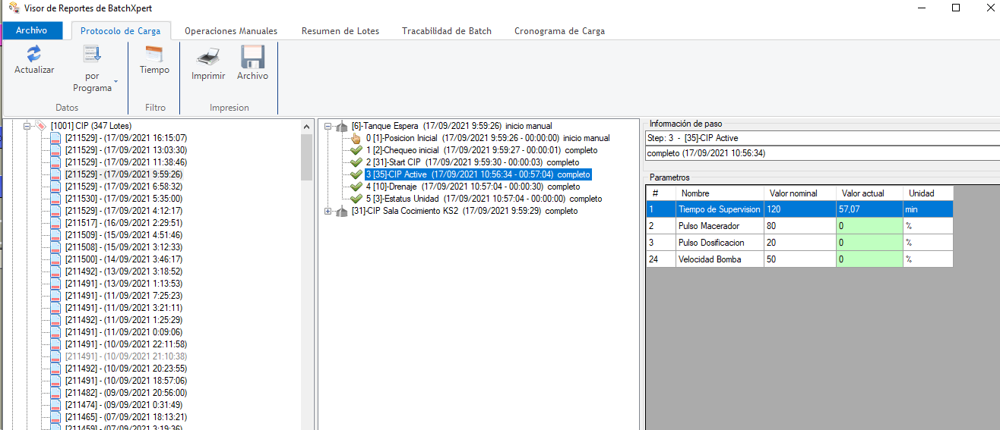 Visor de Reportes de BatchXpert
Archivo
Protocolo de Carga
Operaciones Manuales
Resumen de Lotes
Tracabilidad de Batch
Cronograma de Carga
Actualizar
por Programa
Tiempo
Imprimir
Archivo
Datos
Filtro
Impresion
[1001] CIP (347 Lotes)
[211529] - (17/09/2021 16:15:07)
[211529] - (17/09/2021 13:03:30)
[211529] - (17/09/2021 11:38:46)
[211529] - (17/09/2021 9:59:26)
[211529] - (17/09/2021 6:58:32)
[211530] - (17/09/2021 5:35:00)
[211529] - (17/09/2021 4:12:17)
[211517] - (16/09/2021 2:29:51)
[211509] - (15/09/2021 4:51:46)
[211508] - (15/09/2021 3:12:33)
[211500] - (14/09/2021 3:46:17)
[211492] - (13/09/2021 3:18:52)
[211491] - (13/09/2021 1:13:53)
[211491] - (11/09/2021 7:25:23)
[211491] - (11/09/2021 3:21:11)
[211492] - (11/09/2021 1:25:29)
[211491] - (11/09/2021 0:09:06)
[211491] - (10/09/2021 22:11:58)
[211491] - (10/09/2021 21:10:38)
[211492] - (10/09/2021 20:23:55)
[211491] - (10/09/2021 18:57:06)
[211482] - (09/09/2021 20:56:00)
[211474] - (09/09/2021 0:31:49)
[211465] - (07/09/2021 18:13:21)
[211459] - (07/09/2021 3:19:36)
[6]-Tanque Espera (17/09/2021 9:59:26) inicio manual
0 [1]-Posicion Inicial (17/09/2021 9:59:26 - 00:00:00) inicio manual
1 [2]-Chequeo inicial (17/09/2021 9:59:27 - 00:00:01) completo
2 [31]-Start CIP (17/09/2021 9:59:30 - 00:00:03) completo
3 [35]-CIP Active (17/09/2021 10:56:34 - 00:57:04) completo
4 [10]-Drenaje (17/09/2021 10:57:04 - 00:00:30) completo
5 [3]-Estatus Unidad (17/09/2021 10:57:04 - 00:00:00) completo
[31]-CIP Sala Cocimiento KS2 (17/09/2021 9:59:29) completo
Información de paso
Step: 3 - [35]-CIP Active
completo (17/09/2021 10:56:34)
Parametros
# Nombre Valor nominal Valor actual Unidad
1 Tiempo de Supervision 120 57,07 min
2 Pulso Macerador 80 0 %
3 Pulso Dosificacion 20 0 %
24 Velocidad Bomba 50 0 %